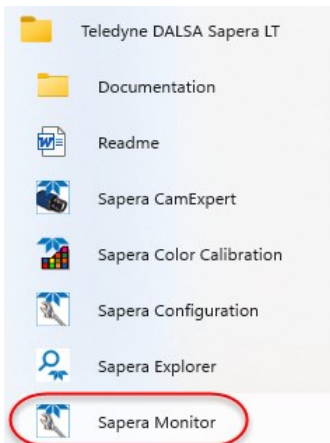 Teledyne DALSA Sapera LT
Documentation
Readme
Sapera CamExpert
Sapera Color Calibration
Sapera Configuration
Sapera Explorer
Sapera Monitor